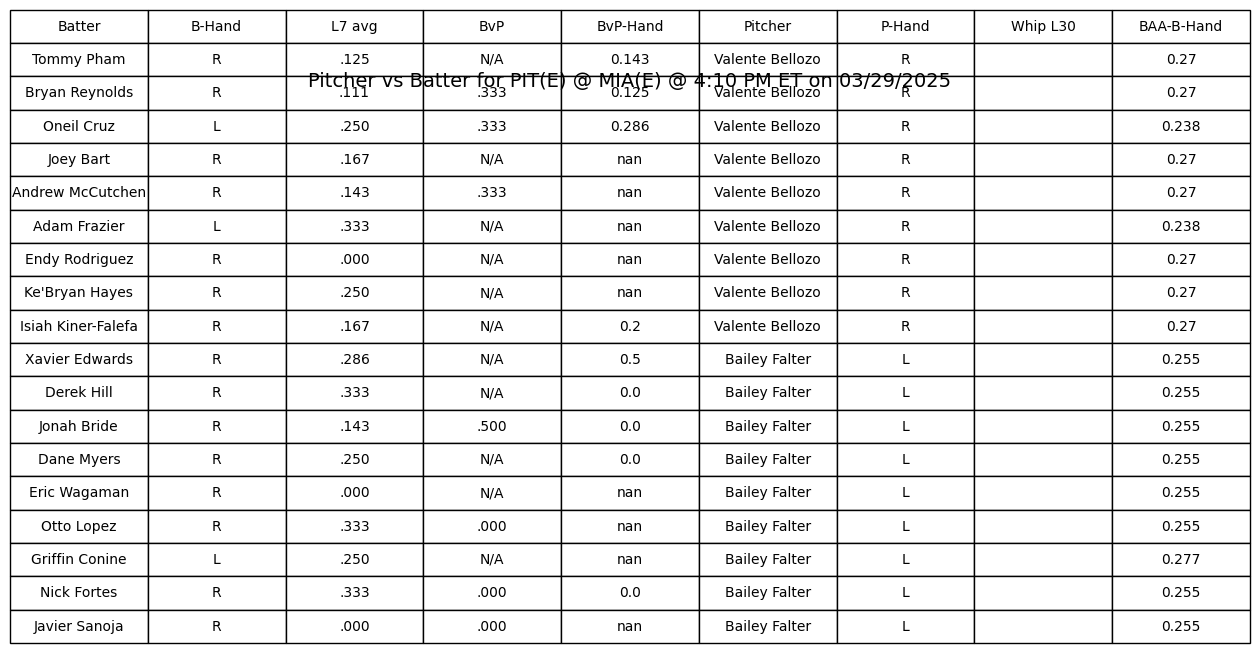 Batter B-Hand L7 avg BvP BvP-Hand Pitcher P-Hand Whip L30 BAA-B-Hand
Tommy Pham R .125 N/A 0.143 Valente Bellozo R 0.27
Pitcher vs Batter for PIT(E) @ MIA(E) @ 4:10 PM ET on 03/29/2025
Bryan Reynolds R .111 .333 0.125 Valente Bellozo R 0.27
Oneil Cruz L .250 .333 0.286 Valente Bellozo R 0.238
Joey Bart R .167 N/A nan Valente Bellozo R 0.27
Andrew McCutchen R .143 .333 nan Valente Bellozo R 0.27
Adam Frazier L .333 N/A nan Valente Bellozo R 0.238
Endy Rodriguez R .000 N/A nan Valente Bellozo R 0.27
Ke'Bryan Hayes R .250 N/A nan Valente Bellozo R 0.27
Isiah Kiner-Falefa R .167 N/A 0.2 Valente Bellozo R 0.27
Xavier Edwards R .286 N/A 0.5 Bailey Falter L 0.255
Derek Hill R .333 N/A 0.0 Bailey Falter L 0.255
Jonah Bride R .143 .500 0.0 Bailey Falter L 0.255
Dane Myers R .250 N/A 0.0 Bailey Falter L 0.255
Eric Wagaman R .000 N/A nan Bailey Falter L 0.255
Otto Lopez R .333 .000 nan Bailey Falter L 0.255
Griffin Conine L .250 N/A nan Bailey Falter L 0.277
Nick Fortes R .333 .000 0.0 Bailey Falter L 0.255
Javier Sanoja R .000 .000 nan Bailey Falter L 0.255